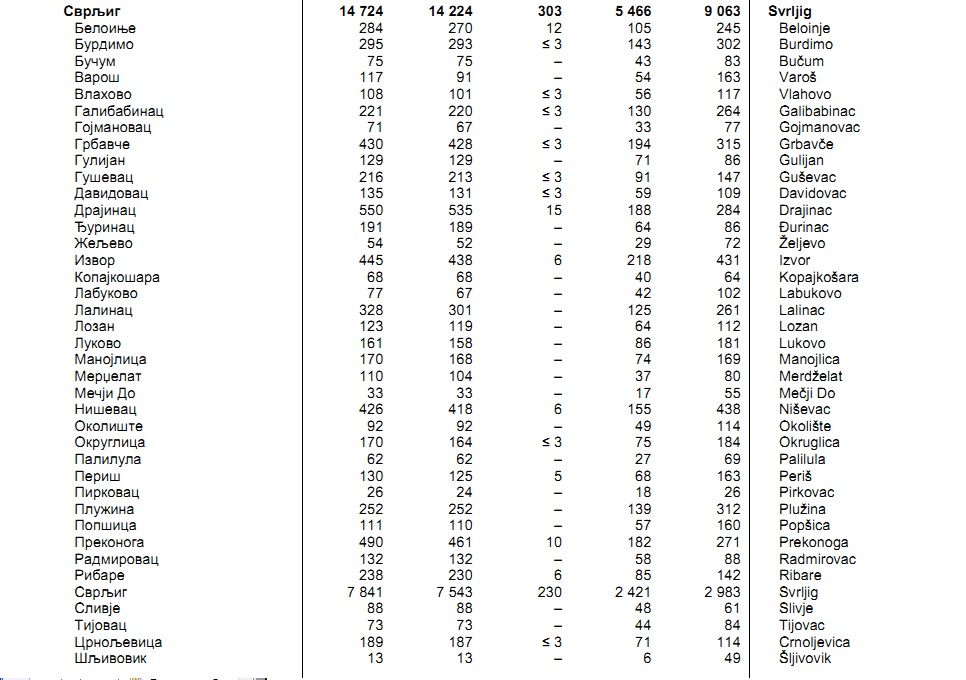 Сврљиг 14 724 14 224 303 5 466 9 063 Svrljig
Белоиње 284 270 12 105 245 Beloinje
Бурдимо 295 293 ≤ 3 143 302 Burdimo
Бучум 75 75 – 43 83 Bučum
Варош 117 91 – 54 163 Varoš
Влахово 108 101 ≤ 3 56 117 Vlahovo
Галибабинац 221 220 ≤ 3 130 264 Galibabinac
Гојмановац 71 67 – 33 77 Gojmanovac
Грбавче 430 428 ≤ 3 194 315 Grbavče
Гулијан 129 129 – 71 86 Gulijan
Гушевац 216 213 ≤ 3 91 147 Guševac
Давидовац 135 131 ≤ 3 59 109 Davidovac
Драјинац 550 535 15 188 284 Drajinac
Ђуринац 191 189 – 64 86 Đurinac
Жељево 54 52 – 29 72 Željevo
Извор 445 438 6 218 431 Izvor
Копајкошара 68 68 – 40 64 Kopajkošara
Лабуково 77 67 – 42 102 Labukovo
Лалинац 328 301 – 125 261 Lalinac
Лозан 123 119 – 64 112 Lozan
Луково 161 158 – 86 181 Lukovo
Манојлица 170 168 – 74 169 Manojlica
Мерџелат 110 104 – 37 80 Merdželat
Мечји До 33 33 – 17 55 Mečji Do
Нишевац 426 418 6 155 438 Niševac
Околиште 92 92 – 49 114 Okolište
Округлица 170 164 ≤ 3 75 184 Okruglica
Палилула 62 62 – 27 69 Palilula
Периш 130 125 5 68 163 Periš
Пирковац 26 24 – 18 26 Pirkovac
Плужина 252 252 – 139 312 Plužina
Попшица 111 110 – 57 160 Popšica
Преконога 490 461 10 182 271 Prekonoga
Радмировац 132 132 – 58 88 Radmirovac
Рибаре 238 230 6 85 142 Ribare
Сврљиг 7 841 7 543 230 2 421 2 983 Svrljig
Сливје 88 88 – 48 61 Slivje
Тијовац 73 73 – 44 84 Tijovac
Црнољевица 189 187 ≤ 3 71 114 Crnoljevica
Шљивовик 13 13 – 6 49 Šljivovik